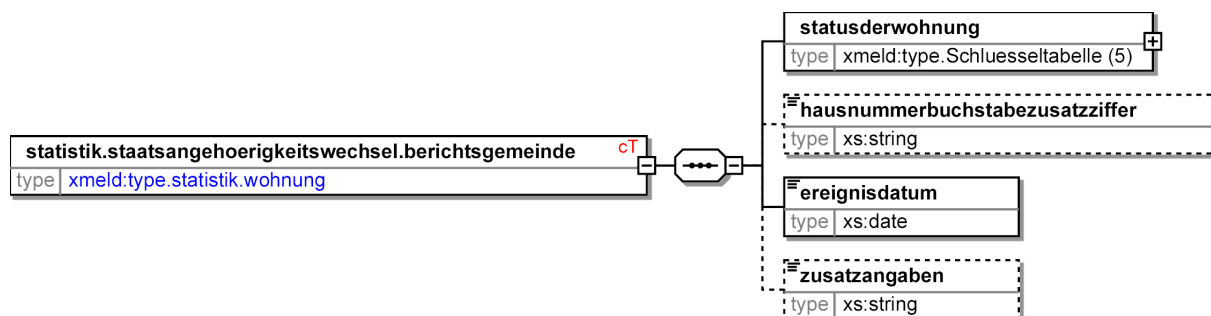 statusderwohnung
type xmeld:type.Schluesseltabelle (5)
hausnummerbuchstabezusatzziffer
type xs:string
statistik.staatsangehoerigkeitswechsel.berichtsgemeinde cT
type xmeld:type.statistik.wohnung
ereignisdatum
type xs:date
zusatzangaben
type xs:string